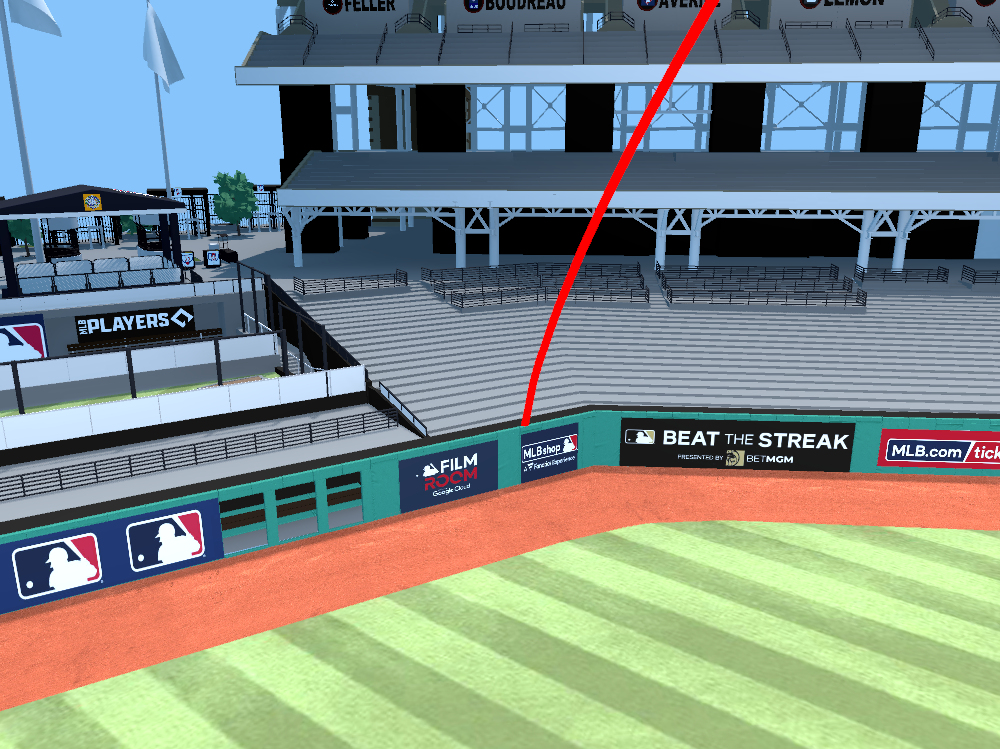 FELLER
BOUDREAU
LEMON
MLB PLAYERS
FILM
ROOM
Google Cloud
MLBshop
A Fanatics Experience
BEAT THE STREAK
PRESENTED BY BETMGM
MLB.com/tick